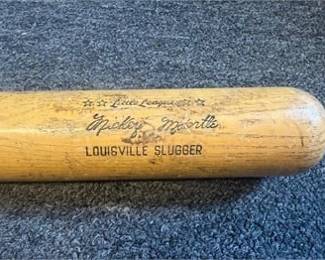 ☆☆ Little League ☆☆
Mickey Mantle
LOUISVILLE SLUGGER